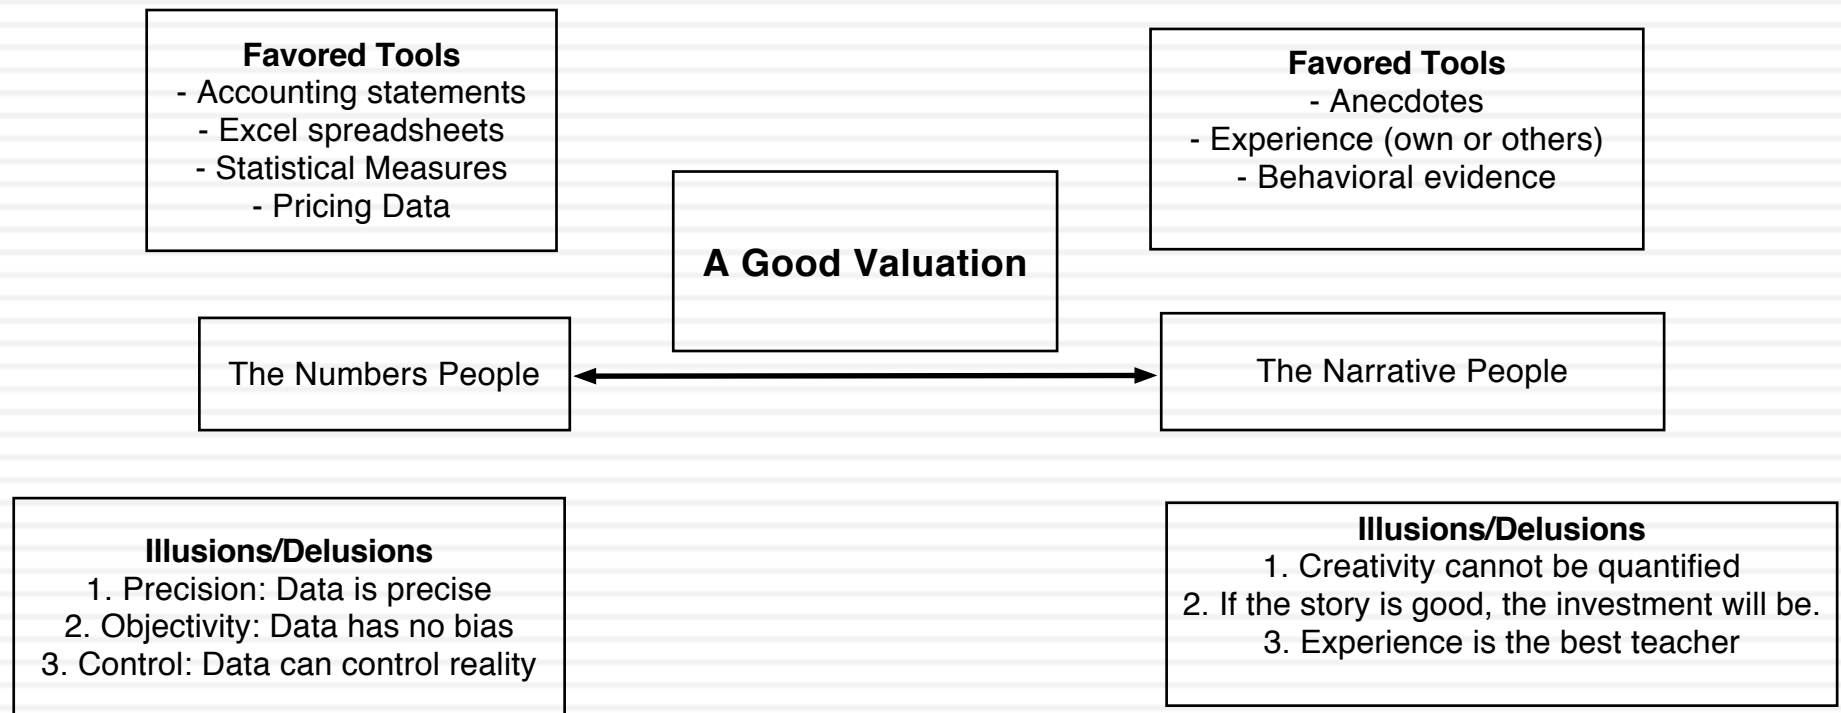 Favored Tools
- Accounting statements
- Excel spreadsheets
- Statistical Measures
- Pricing Data
Favored Tools
- Anecdotes
- Experience (own or others)
- Behavioral evidence
A Good Valuation
The Numbers People
The Narrative People
Illusions/Delusions
1. Precision: Data is precise
2. Objectivity: Data has no bias
3. Control: Data can control reality
Illusions/Delusions
1. Creativity cannot be quantified
2. If the story is good, the investment will be.
3. Experience is the best teacher